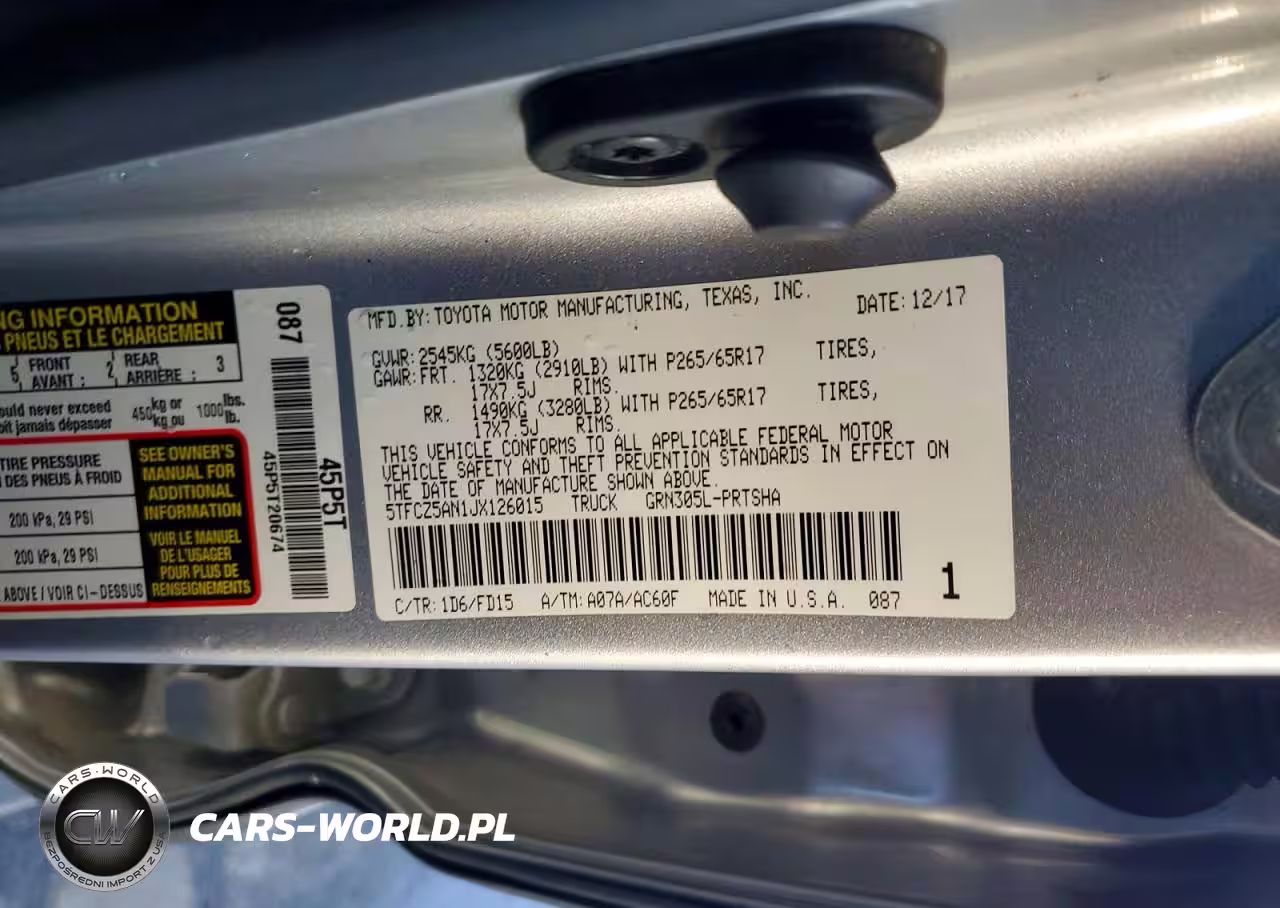 NG INFORMATION
PNEUS ET LE CHARGEMENT
5 FRONT AVANT : 2 REAR ARRIÈRE : 3
ould never exceed 450 kg or 1000 lbs.
oit jamais dépasser kg ou lb.
TIRE PRESSURE
DES PNEUS À FROID
200 kPa, 29 PSI
200 kPa, 29 PSI
ABOVE / VOIR CI-DESSUS
SEE OWNER'S
MANUAL FOR
ADDITIONAL
INFORMATION
VOIR LE MANUEL
DE L'USAGER
POUR PLUS DE
RENSEIGNEMENTS
087
45P5T20674
45P5T
MFD.BY:TOYOTA MOTOR MANUFACTURING, TEXAS, INC. DATE:12/17
GVWR:2545KG (5600LB)
GAWR:FRT. 1320KG (2910LB) WITH P265/65R17 TIRES,
17X7.5J RIMS.
RR. 1490KG (3280LB) WITH P265/65R17 TIRES,
17X7.5J RIMS.
THIS VEHICLE CONFORMS TO ALL APPLICABLE FEDERAL MOTOR
VEHICLE SAFETY AND THEFT PREVENTION STANDARDS IN EFFECT ON
THE DATE OF MANUFACTURE SHOWN ABOVE.
5TFCZ5AN1JX126015 TRUCK GRN305L-PRTSHA
C/TR:1D6/FD15 A/TM:A07A/AC60F MADE IN U.S.A. 087
1
CARS-WORLD
CW
BEZPOŚREDNI IMPORT Z USA
CARS-WORLD.PL